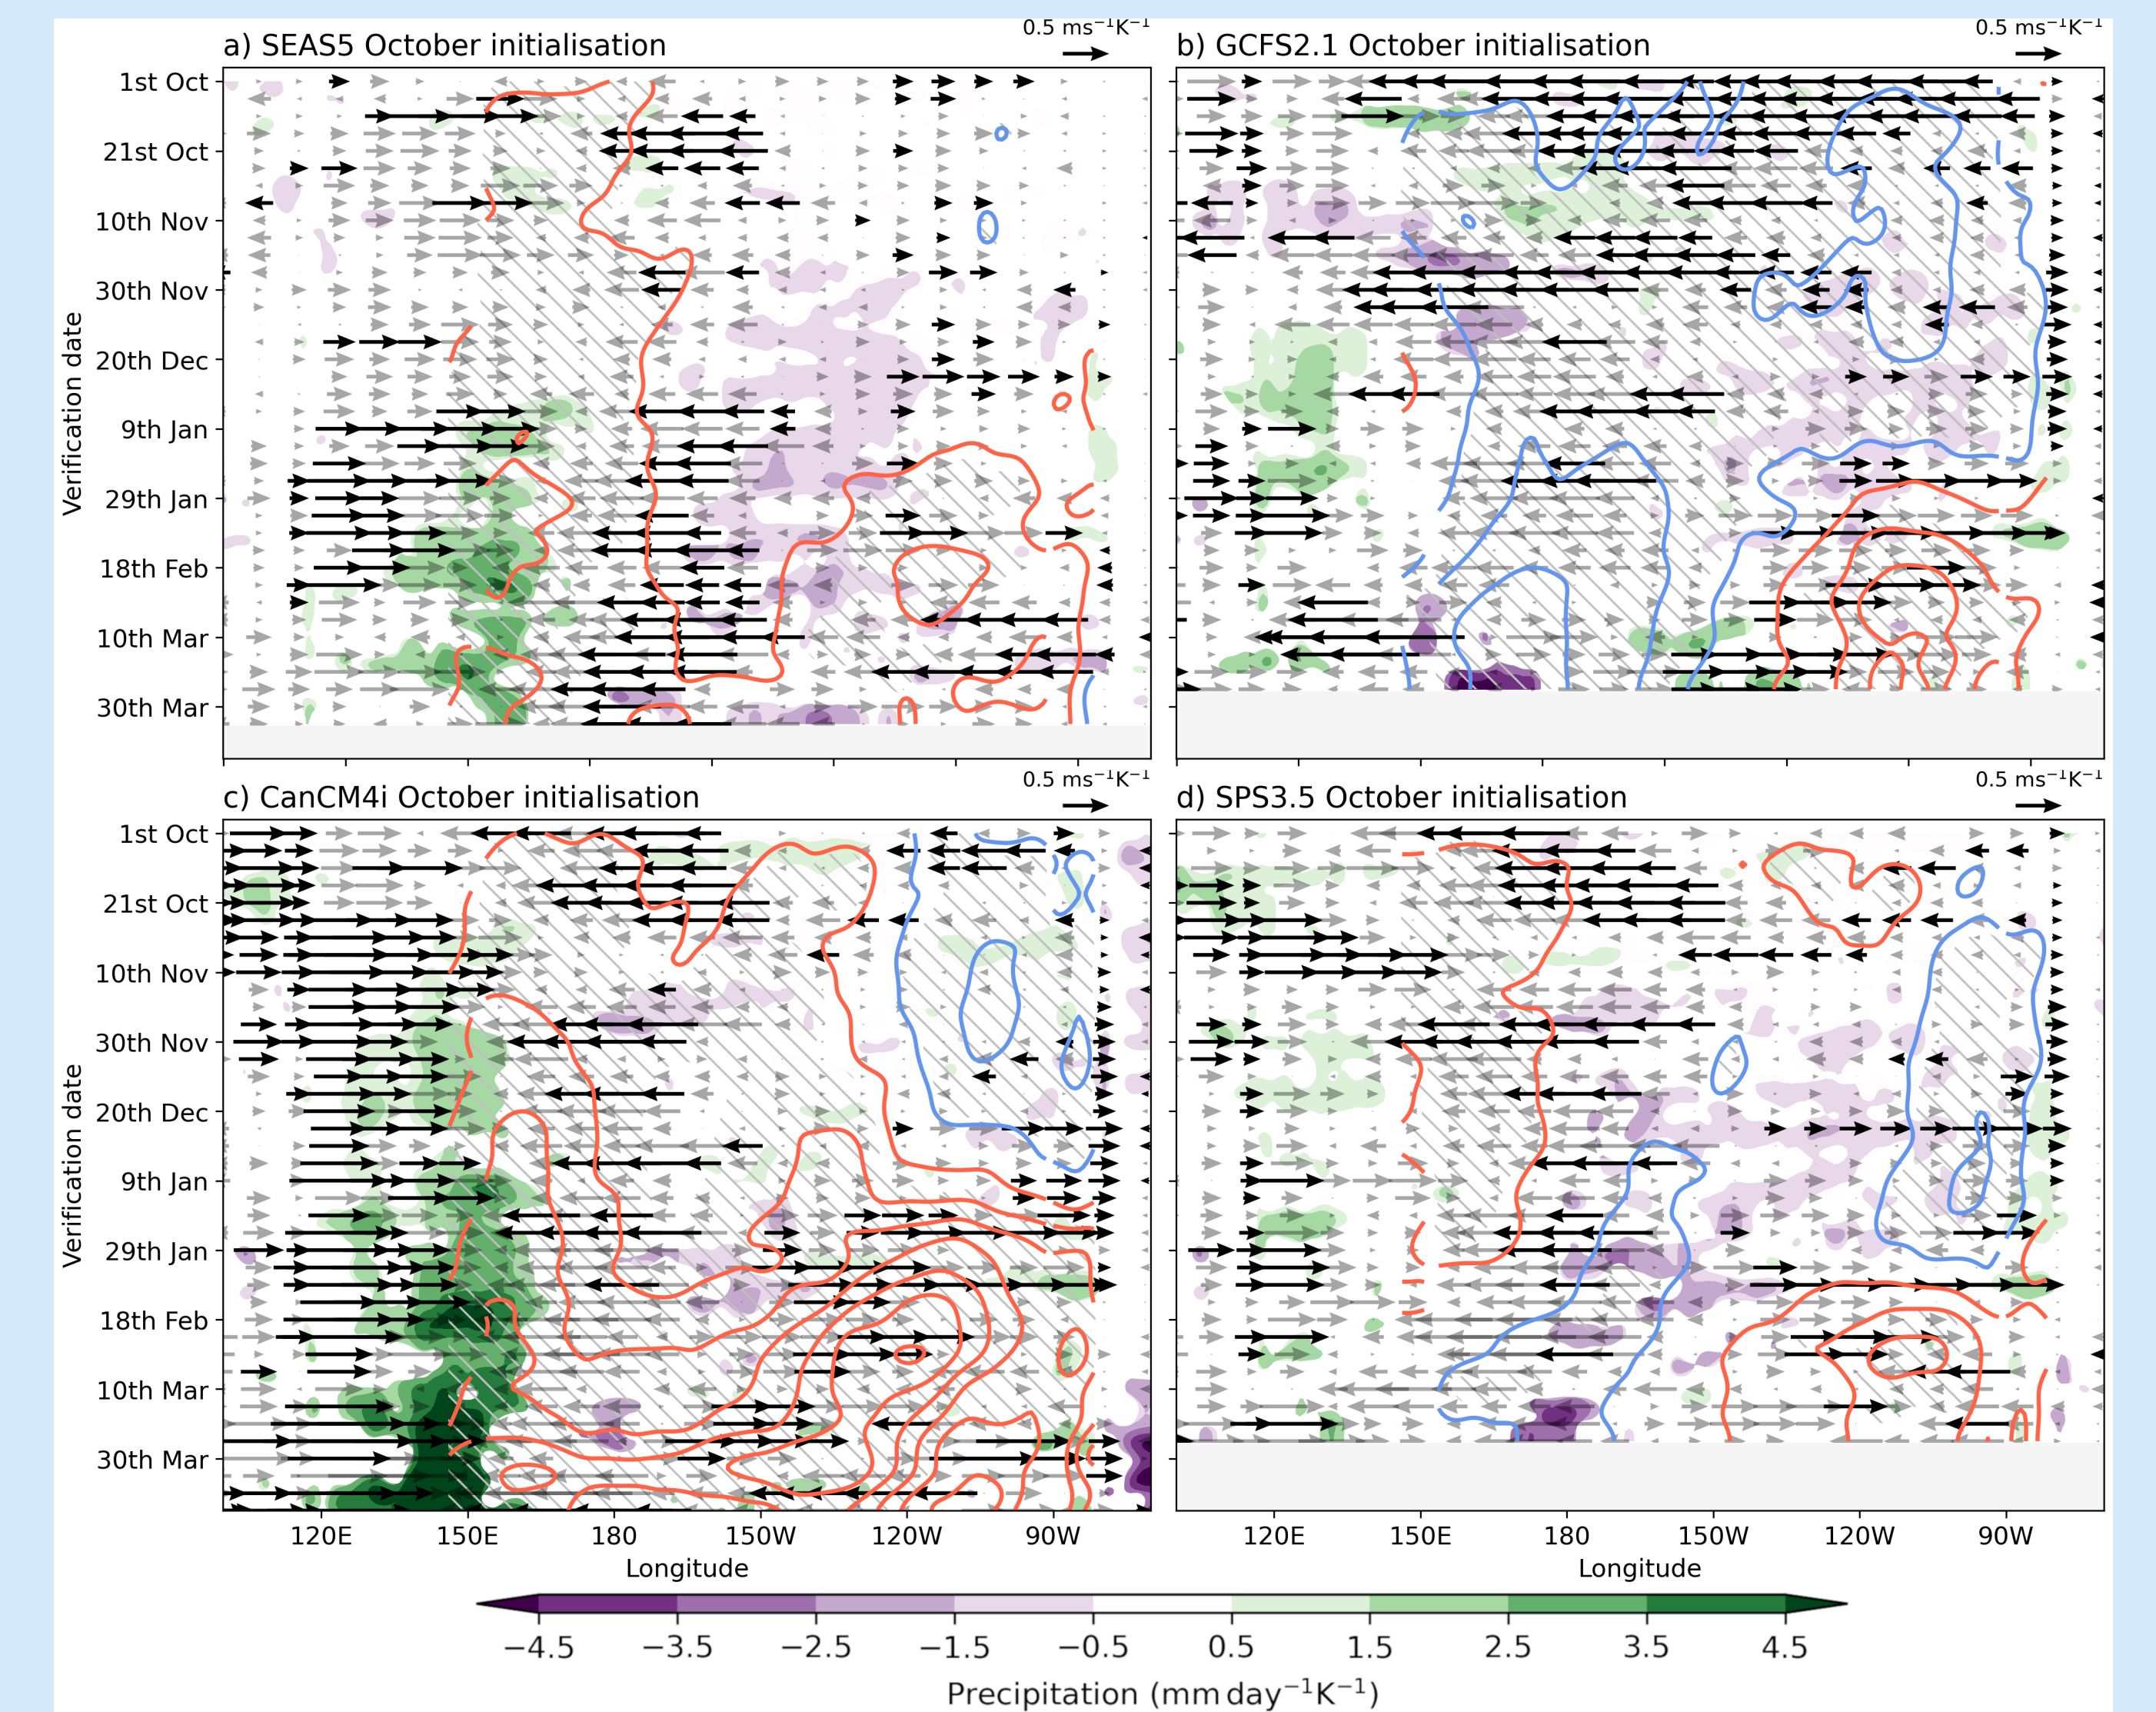 0.5 ms⁻¹K⁻¹ 0.5 ms⁻¹K⁻¹
a) SEAS5 October initialisation b) GCFS2.1 October initialisation
1st Oct
21st Oct
10th Nov
30th Nov
20th Dec
9th Jan
29th Jan
18th Feb
10th Mar
30th Mar
Verification date
0.5 ms⁻¹K⁻¹ 0.5 ms⁻¹K⁻¹
c) CanCM4i October initialisation d) SPS3.5 October initialisation
1st Oct
21st Oct
10th Nov
30th Nov
20th Dec
9th Jan
29th Jan
18th Feb
10th Mar
30th Mar
Verification date
120E 150E 180 150W 120W 90W 120E 150E 180 150W 120W 90W
Longitude Longitude
−4.5 −3.5 −2.5 −1.5 −0.5 0.5 1.5 2.5 3.5 4.5
Precipitation (mm day⁻¹K⁻¹)